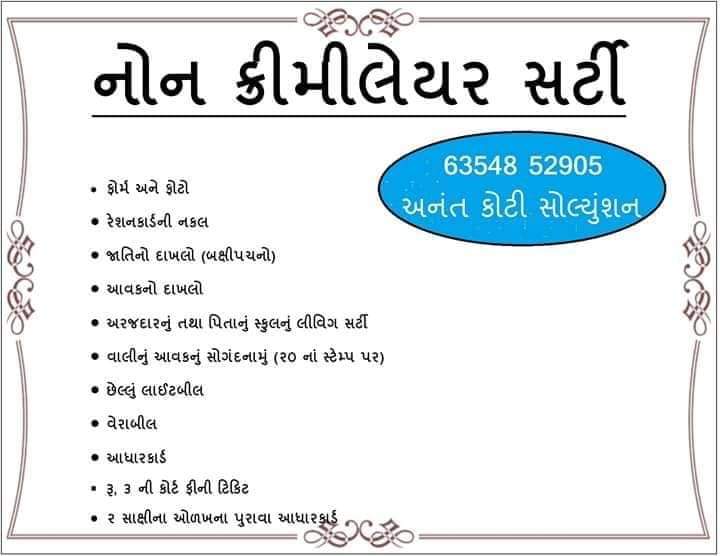 નોન ક્રીમીલેયર સર્ટી
63548 52905
અનંત કોટી સોલ્યુંશન
• ફોર્મ અને ફોટો
• રેશનકાર્ડની નકલ
• જાતિનો દાખલો (બક્ષીપચનો)
• આવકનો દાખલો
• અરજદારનું તથા પિતાનું સ્કુલનું લીવિગ સર્ટી
• વાલીનું આવકનું સોગંદનામું (૨૦ નાં સ્ટેમ્પ પર)
• છેલ્લું લાઈટબીલ
• વેરાબીલ
• આધારકાર્ડ
• રૂ, ૩ ની કોર્ટ ફીની ટિકિટ
• ૨ સાક્ષીના ઓળખના પુરાવા આધારકાર્ડ